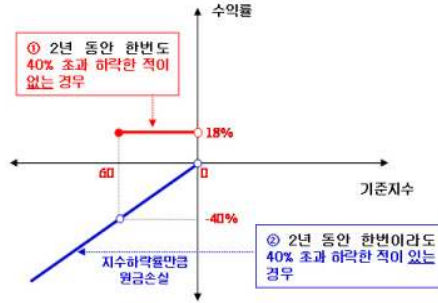 수익률
① 2년 동안 한번도
40% 초과 하락한 적이
없는 경우
18%
60
0
기준지수
-40%
지수하락률만큼
원금손실
② 2년 동안 한번이라도
40% 초과 하락한 적이 있는
경우